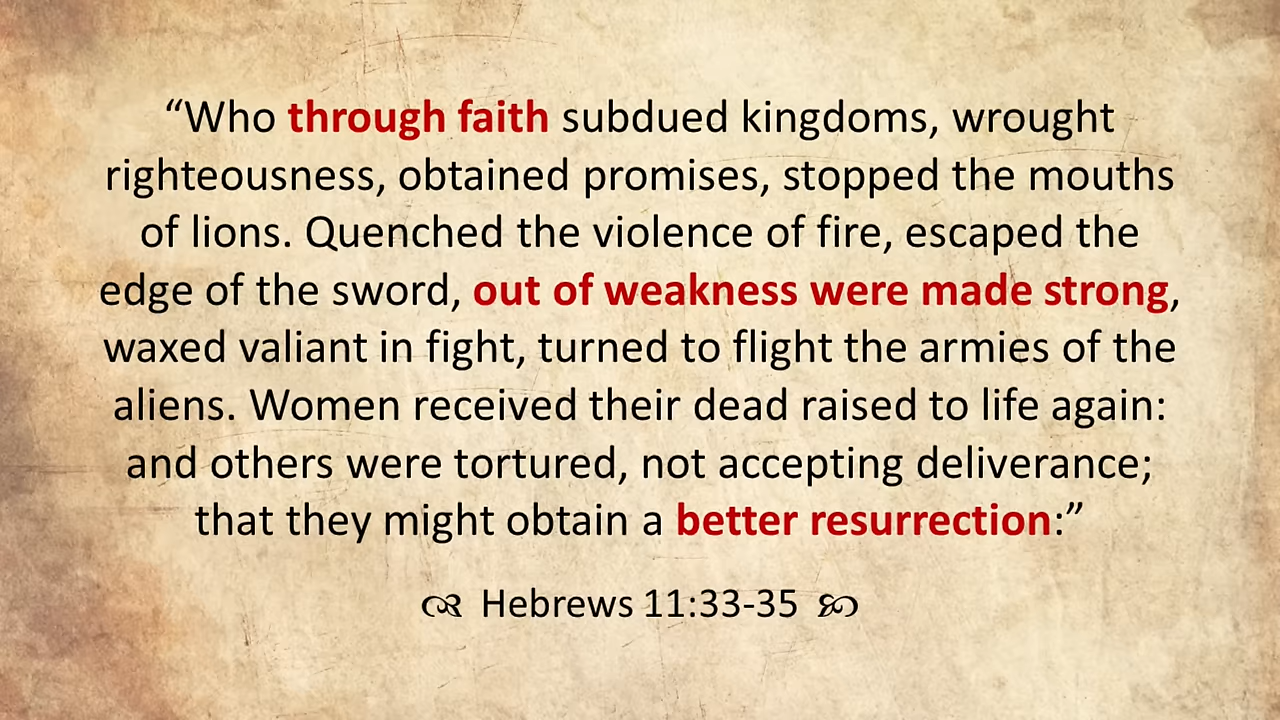 “Who through faith subdued kingdoms, wrought
righteousness, obtained promises, stopped the mouths
of lions. Quenched the violence of fire, escaped the
edge of the sword, out of weakness were made strong,
waxed valiant in fight, turned to flight the armies of the
aliens. Women received their dead raised to life again:
and others were tortured, not accepting deliverance;
that they might obtain a better resurrection:”
Hebrews 11:33-35